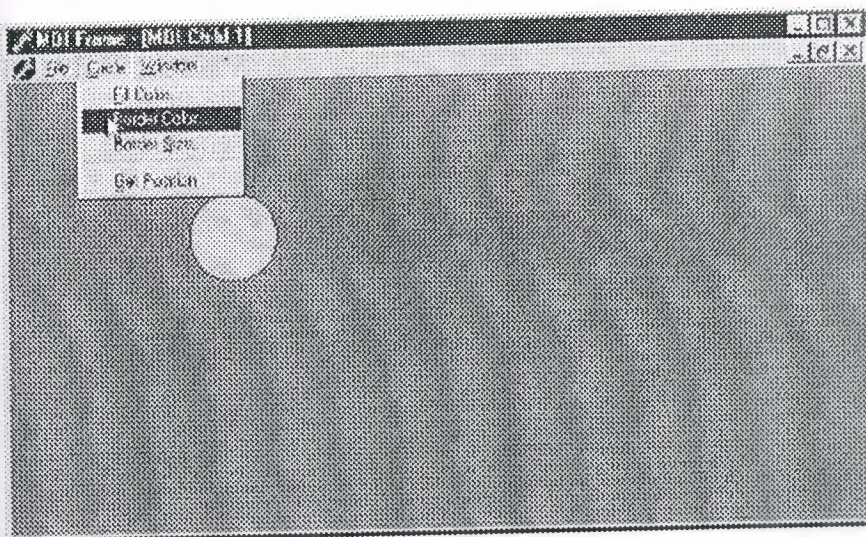 MDI Frame - [MDI Child 1]
File Circle Window
Fill Color...
Border Color...
Border Size...
Get Position